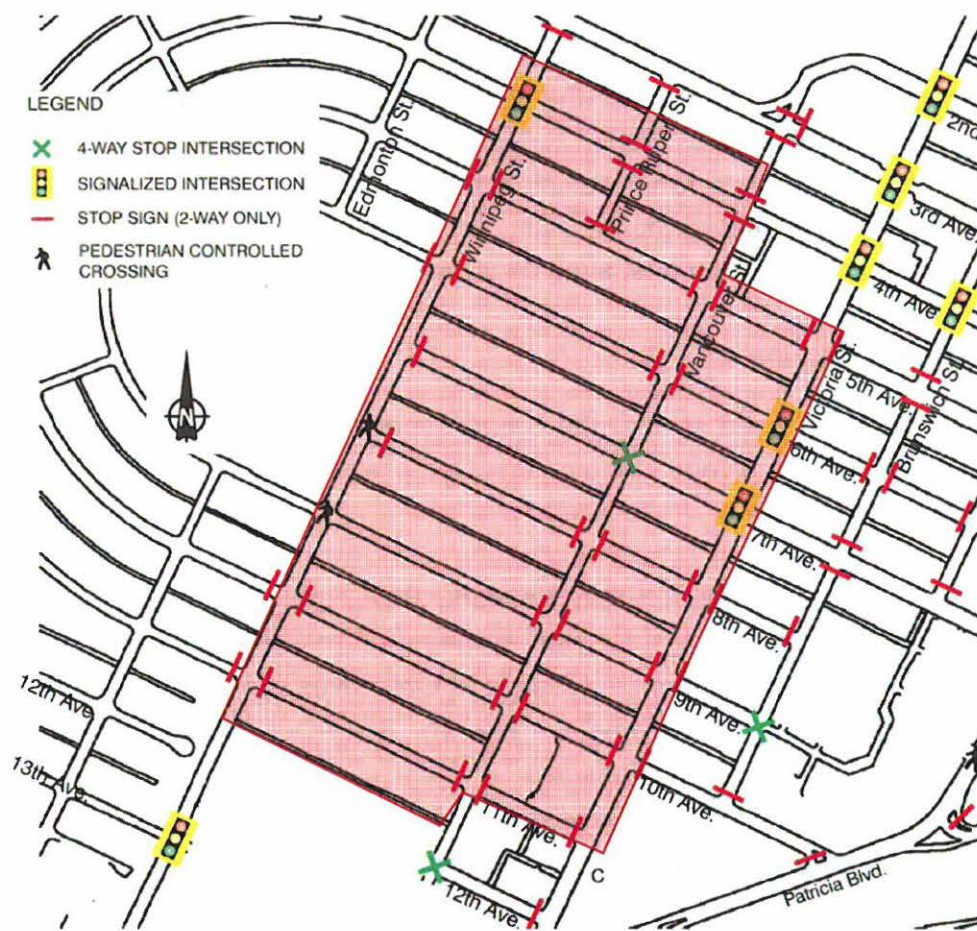 LEGEND
4-WAY STOP INTERSECTION
SIGNALIZED INTERSECTION
STOP SIGN (2-WAY ONLY)
PEDESTRIAN CONTROLLED
CROSSING
Edmonton St.
Winnipeg St.
Prince Rupert St.
Vancouver St.
Victoria St.
Brunswick St.
2nd
3rd Ave.
4th Ave.
5th Ave.
6th Ave.
7th Ave.
8th Ave.
9th Ave.
10th Ave.
11th Ave.
12th Ave.
12th Ave.
13th Ave.
Patricia Blvd.
N
C